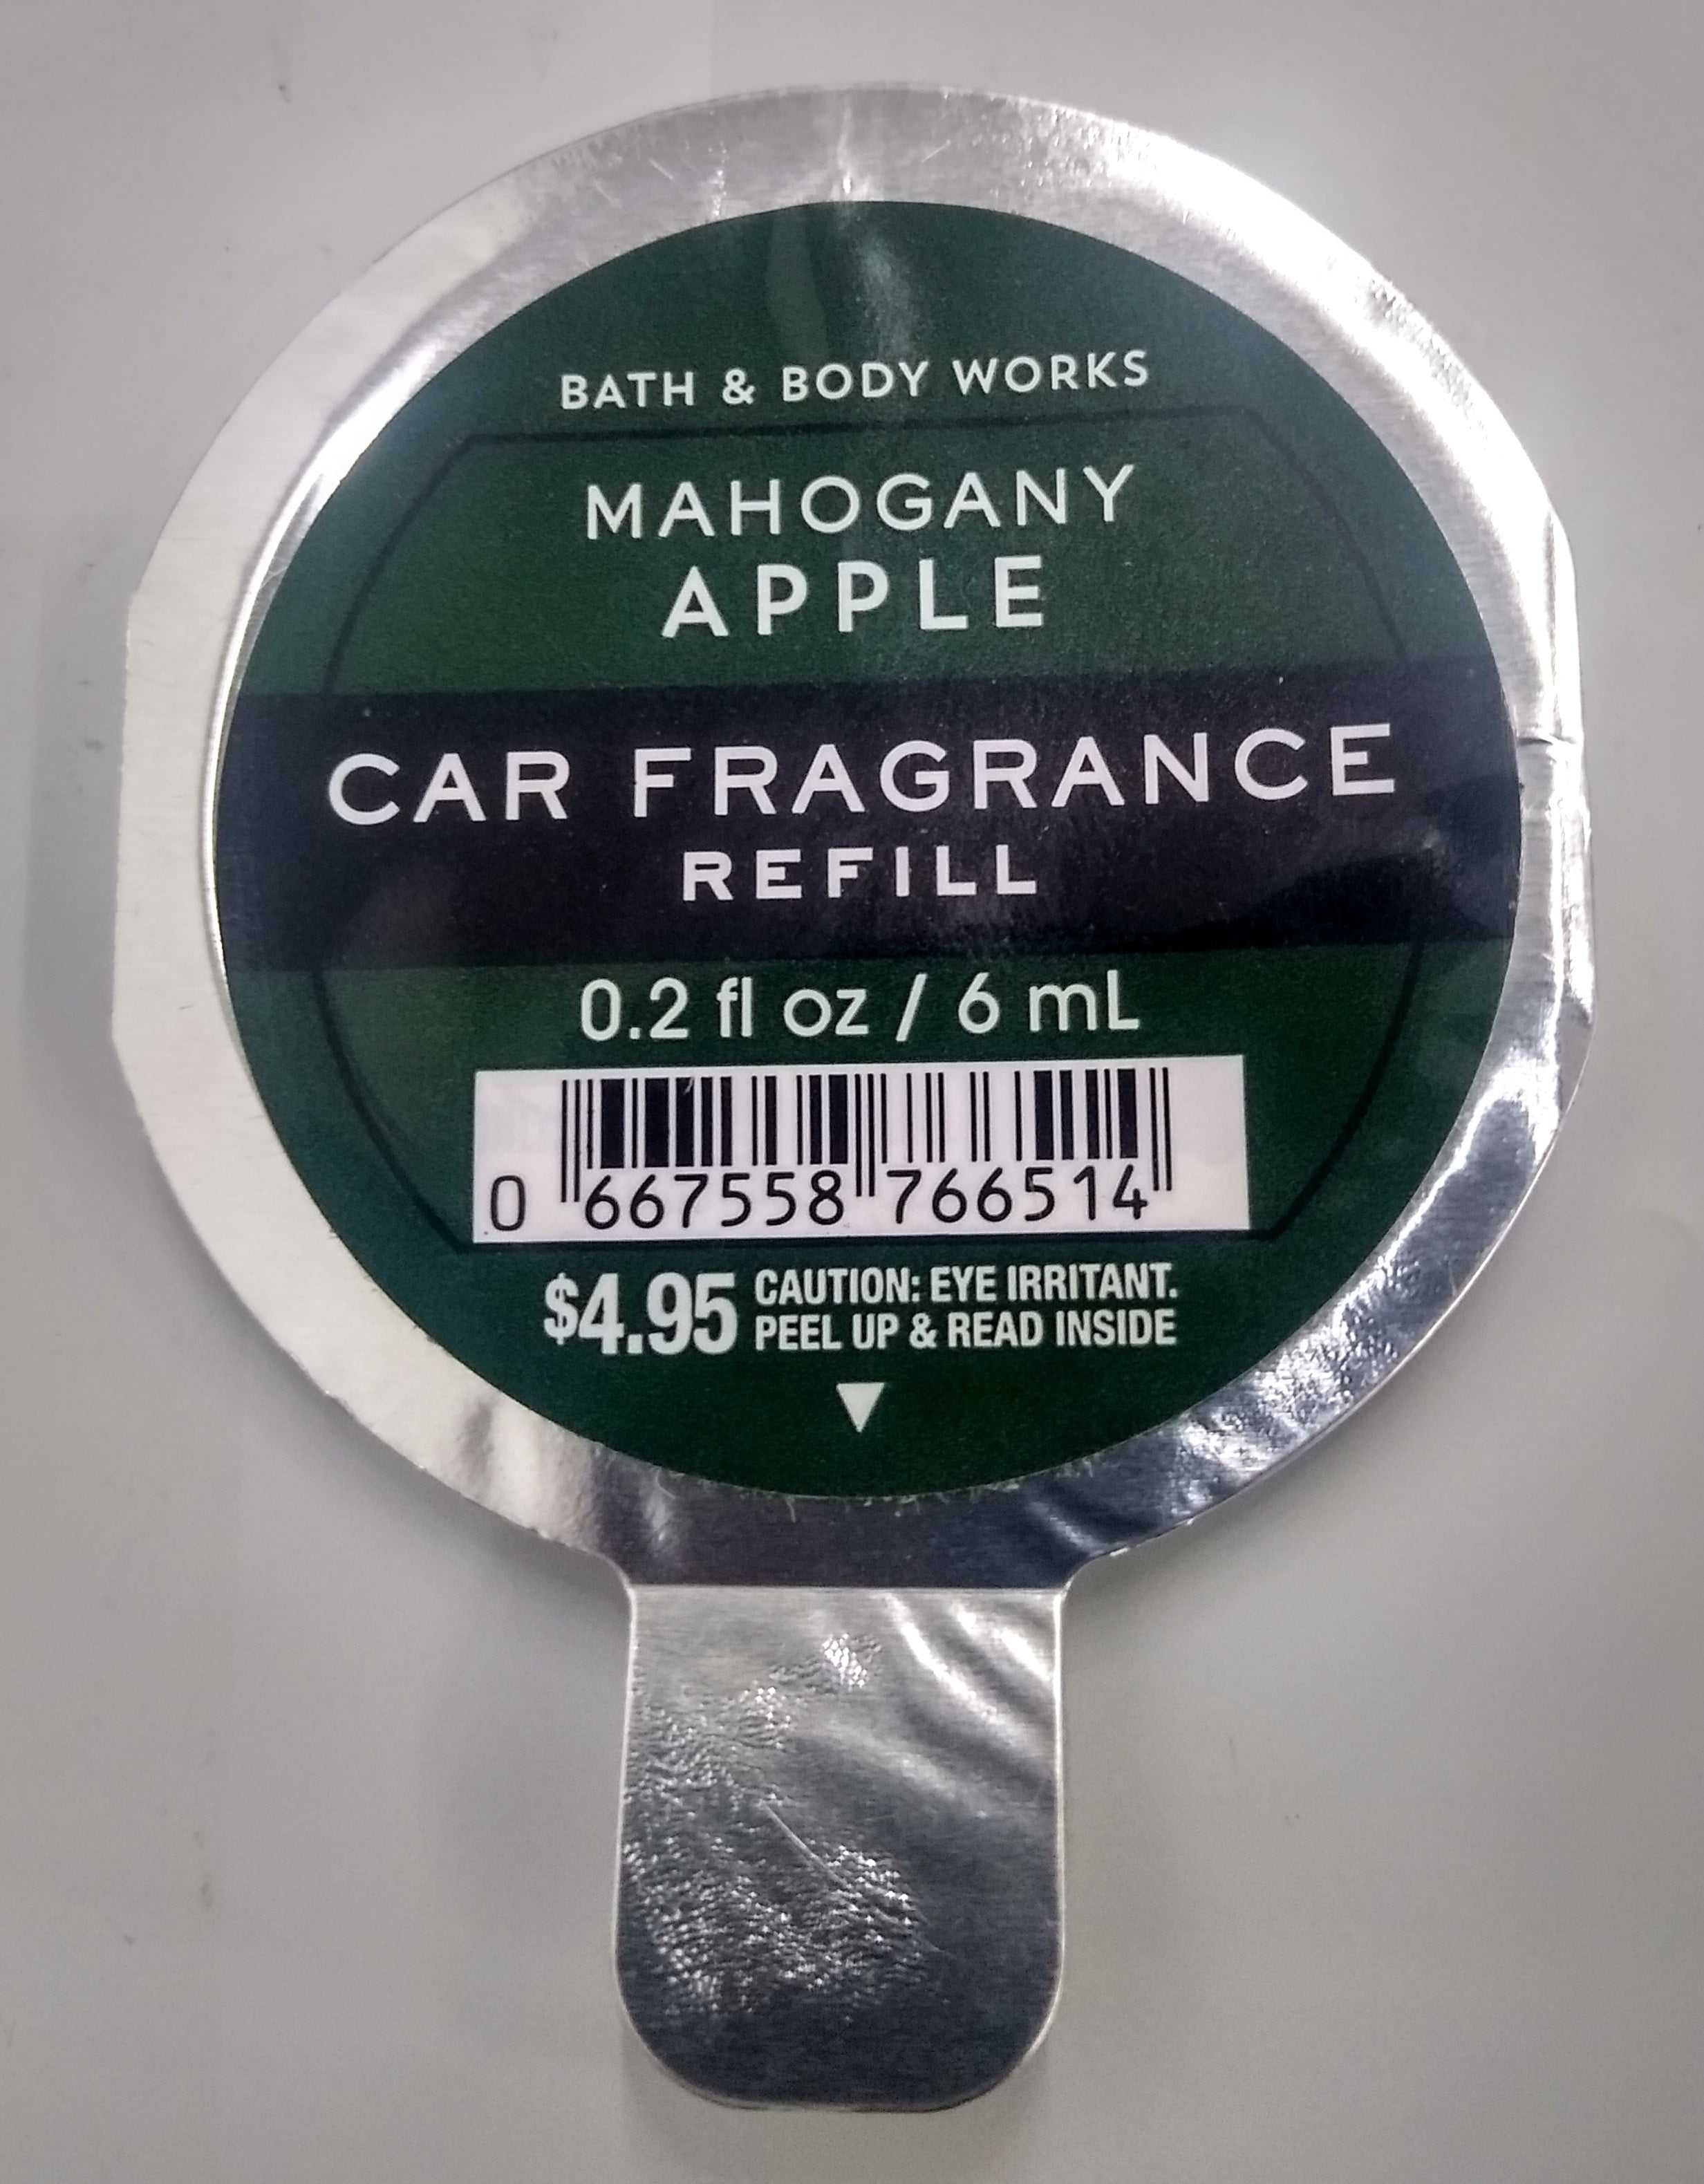 BATH & BODY WORKS
MAHOGANY
APPLE
CAR FRAGRANCE
REFILL
0.2 fl oz / 6 mL
0 667558 766514
$4.95 CAUTION: EYE IRRITANT.
PEEL UP & READ INSIDE